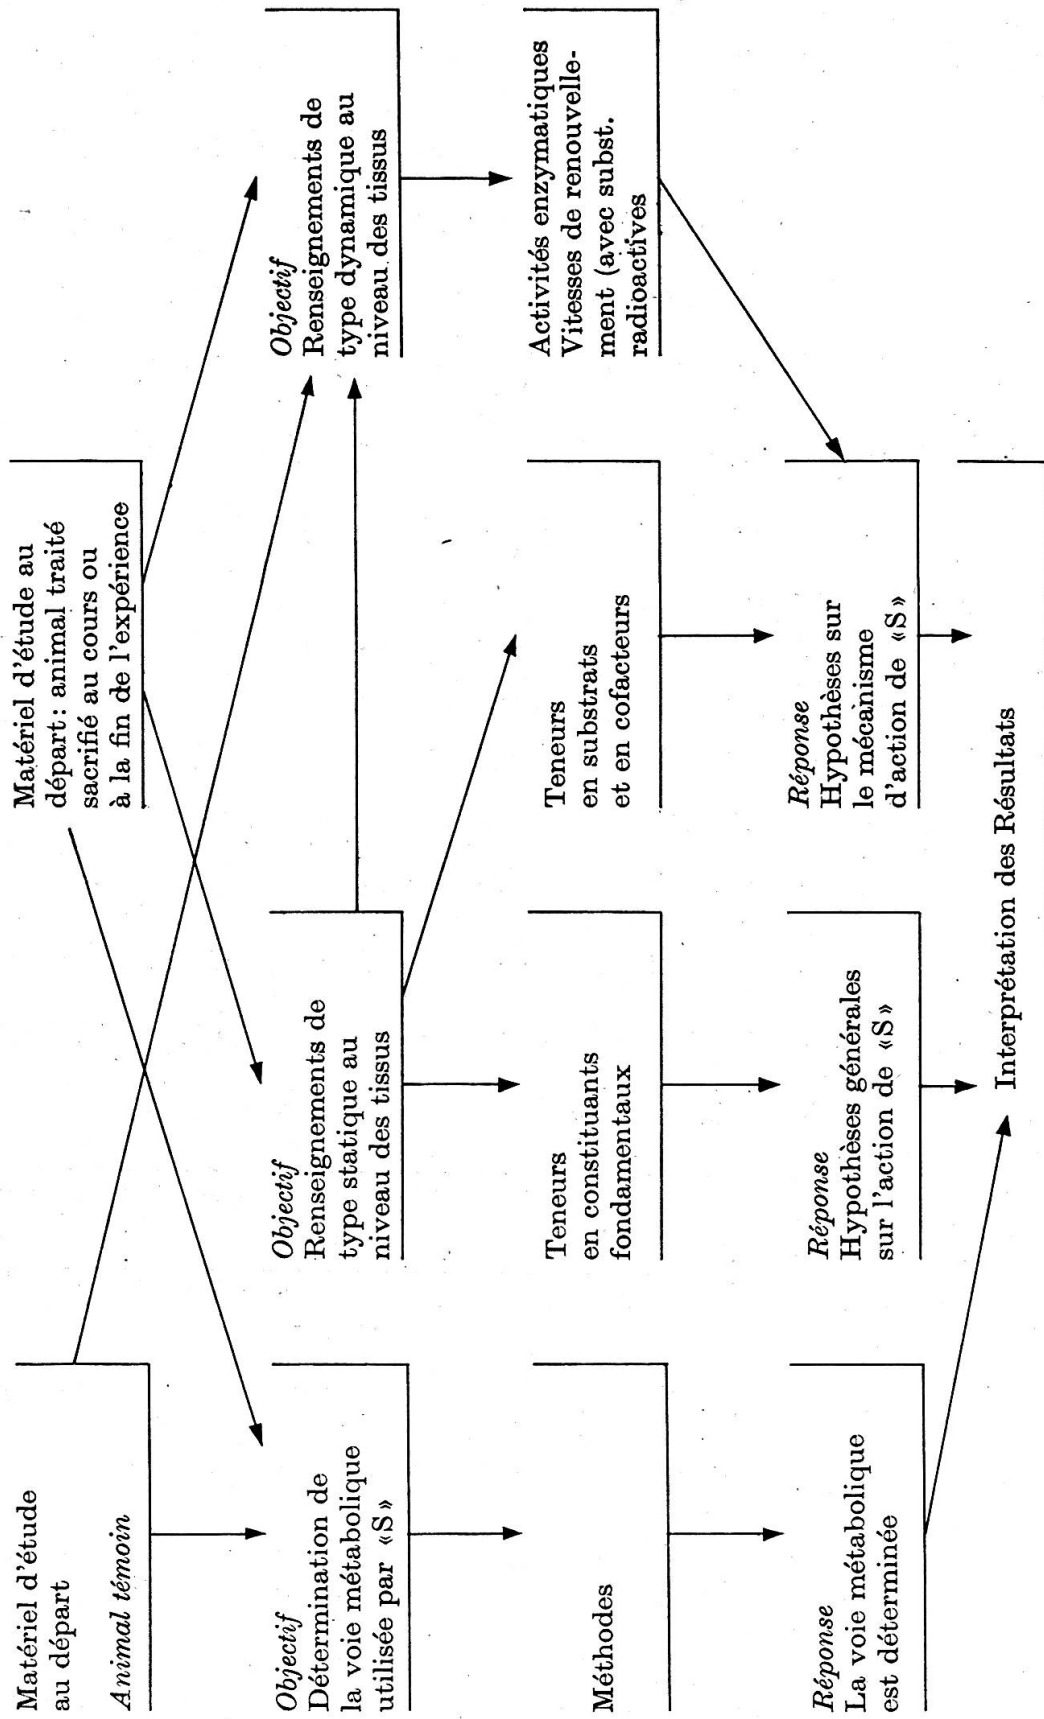 Matériel d'étude
au départ
Animal témoin
Matériel d'étude au
départ: animal traité
sacrifié au cours ou
à la fin de l'expérience
Objectif
Détermination de
la voie métabolique
utilisée par «S»
Objectif
Renseignements de
type statique au
niveau des tissus
Objectif
Renseignements de
type dynamique au
niveau des tissus
Méthodes
Teneurs
en constituants
fondamentaux
Teneurs
en substrats
et en cofacteurs
Activités enzymatiques
Vitesses de renouvelle-
ment (avec subst.
radioactives
Réponse
La voie métabolique
est déterminée
Réponse
Hypothèses générales
sur l'action de «S»
Réponse
Hypothèses sur
le mécanisme
d'action de «S»
Interprétation des Résultats